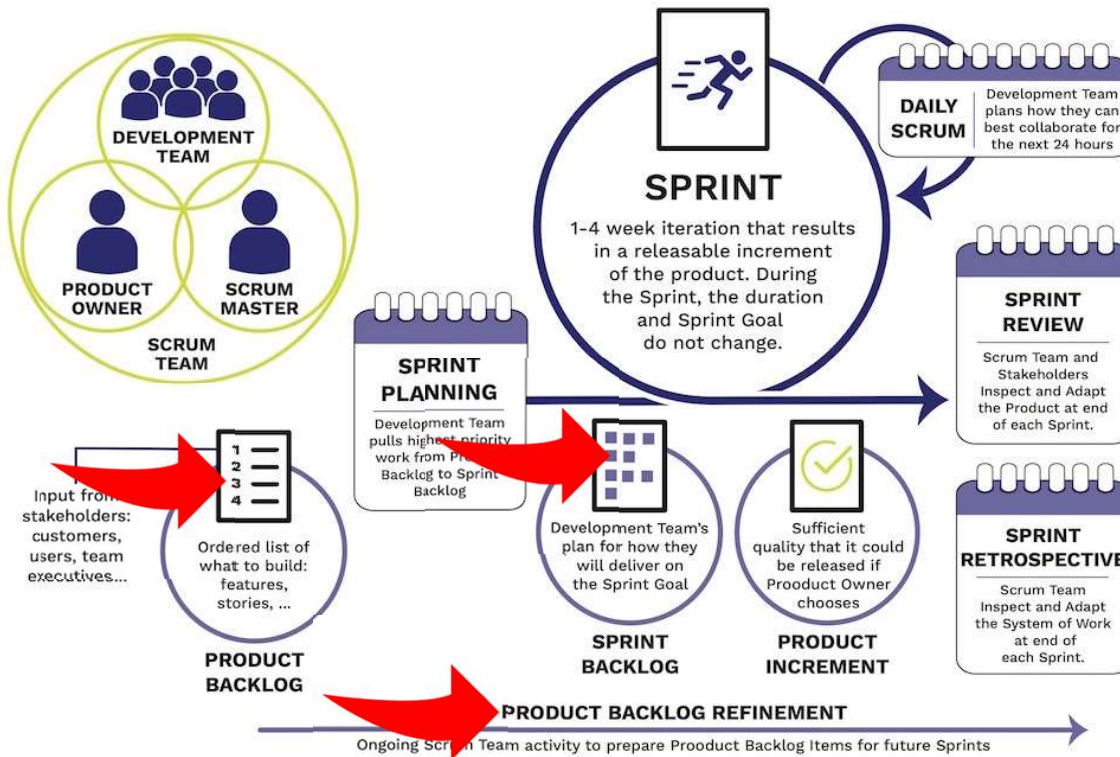 DEVELOPMENT
TEAM
PRODUCT
OWNER
SCRUM
MASTER
SCRUM
TEAM
SPRINT
1-4 week iteration that results
in a releasable increment
of the product. During
the Sprint, the duration
and Sprint Goal
do not change.
DAILY
SCRUM
Development Team
plans how they can
best collaborate for
the next 24 hours
SPRINT
PLANNING
Development Team
pulls highest priority
work from
Backlog to Sprint
Backlog
SPRINT
REVIEW
Scrum Team and
Stakeholders
Inspect and Adapt
the Product at end
of each Sprint.
Input from
stakeholders:
customers,
users, team
executives...
1
2
3
4
Ordered list of
what to build:
features,
stories, ...
PRODUCT
BACKLOG
Development Team's
plan for how they
will deliver on
the Sprint Goal
SPRINT
BACKLOG
Sufficient
quality that it could
be released if
Prooduct Owner
chooses
PRODUCT
INCREMENT
SPRINT
RETROSPECTIVE
Scrum Team
Inspect and Adapt
the System of Work
at end of
each Sprint.
PRODUCT BACKLOG REFINEMENT
Ongoing Scrum Team activity to prepare Prooduct Backlog Items for future Sprints